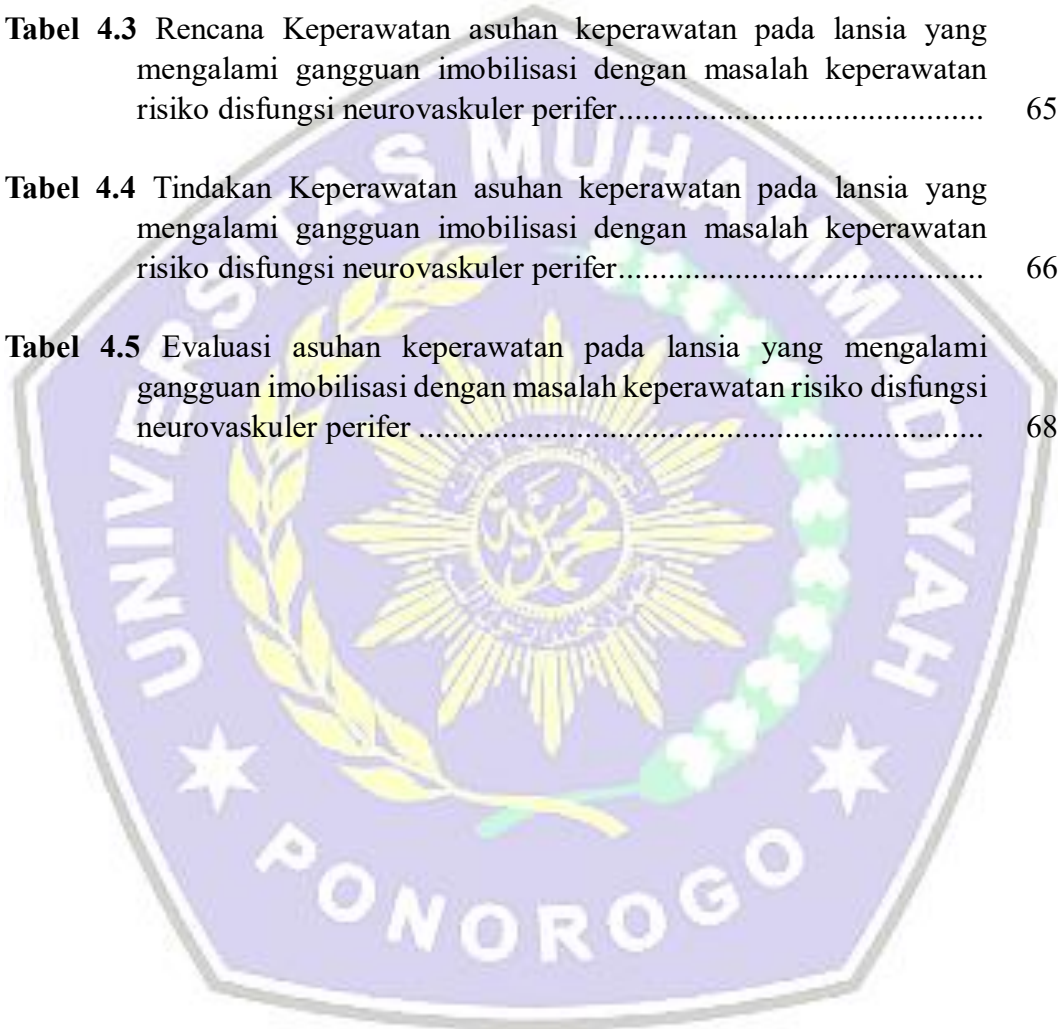 Tabel 4.3 Rencana Keperawatan asuhan keperawatan pada lansia yang
mengalami gangguan imobilisasi dengan masalah keperawatan
risiko disfungsi neurovaskuler perifer........................................... 65
Tabel 4.4 Tindakan Keperawatan asuhan keperawatan pada lansia yang
mengalami gangguan imobilisasi dengan masalah keperawatan
risiko disfungsi neurovaskuler perifer........................................... 66
Tabel 4.5 Evaluasi asuhan keperawatan pada lansia yang mengalami
gangguan imobilisasi dengan masalah keperawatan risiko disfungsi
neurovaskuler perifer ................................................................... 68
UNIVERSITAS MUHAMMADIYAH
PONOROGO